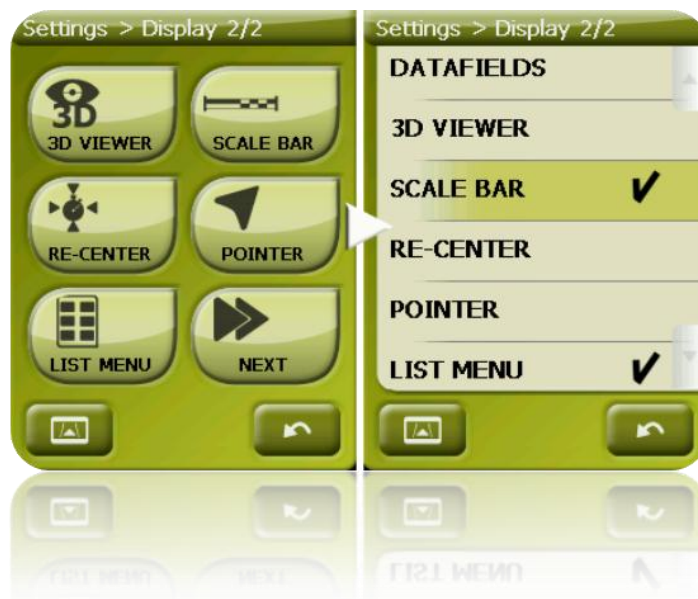 Settings > Display 2/2
3D
3D VIEWER
SCALE BAR
RE-CENTER
POINTER
LIST MENU
NEXT
Settings > Display 2/2
DATAFIELDS
3D VIEWER
SCALE BAR
RE-CENTER
POINTER
LIST MENU